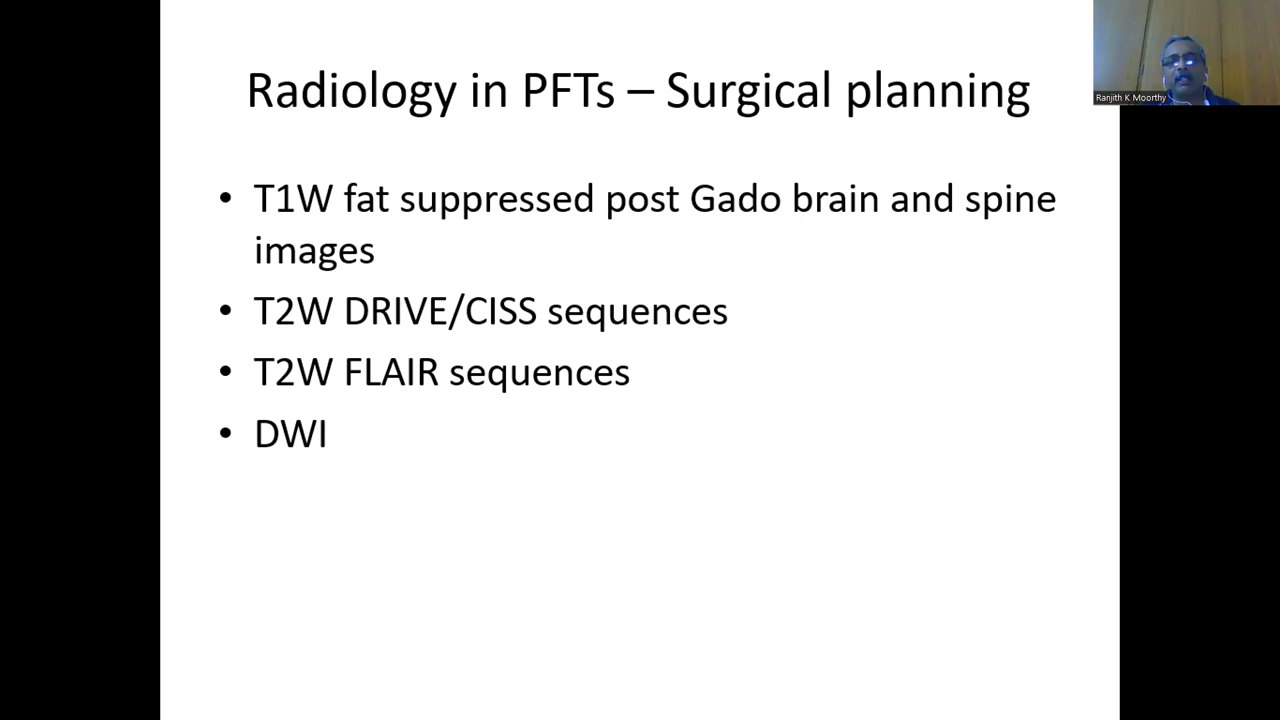 Radiology in PFTs – Surgical planning
Ranjith K Moorthy
• T1W fat suppressed post Gado brain and spine
images
• T2W DRIVE/CISS sequences
• T2W FLAIR sequences
• DWI